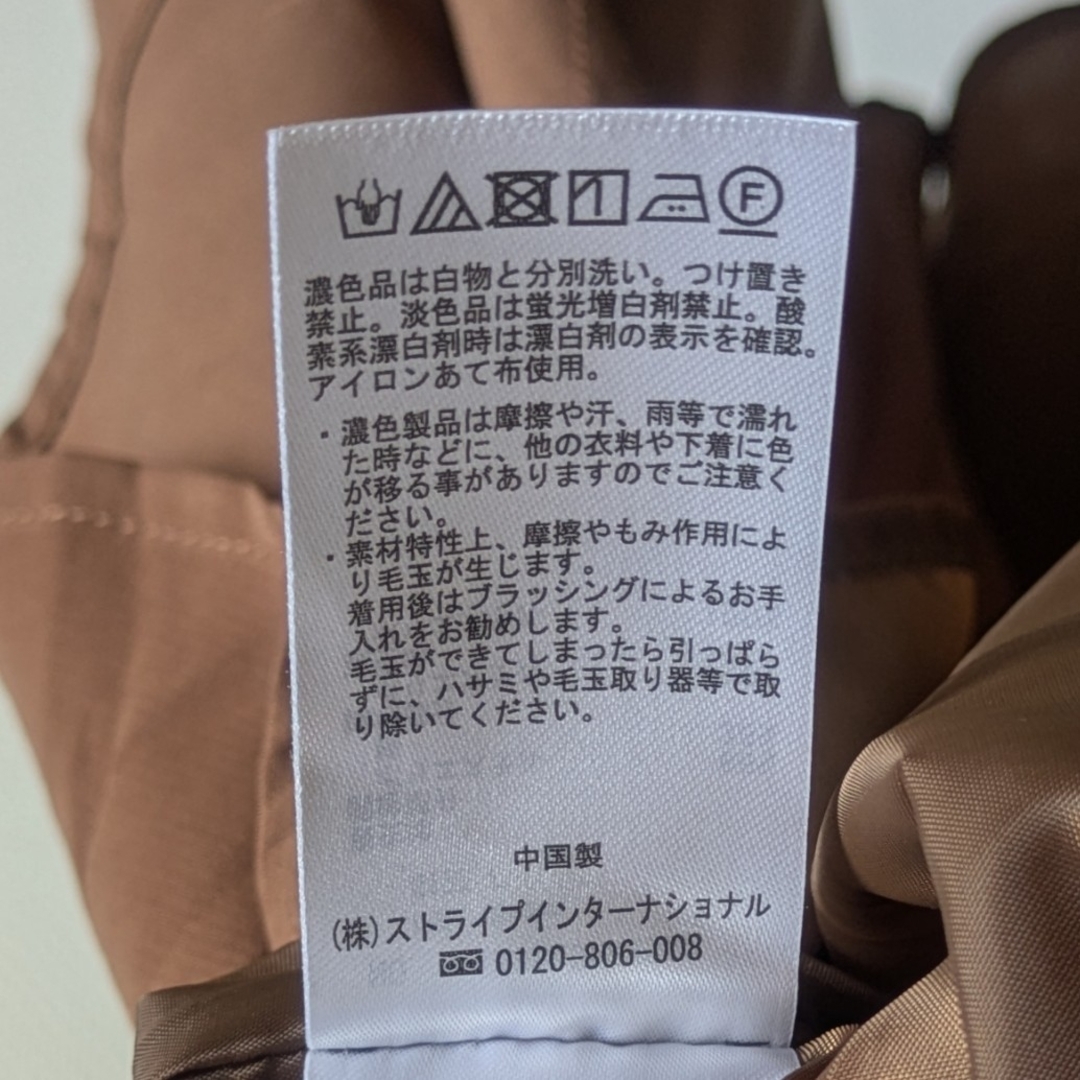 F
濃色品は白物と分別洗い。つけ置き
禁止。淡色品は蛍光増白剤禁止。酸
素系漂白剤時は漂白剤の表示を確認。
アイロンあて布使用。
・濃色製品は摩擦や汗、雨等で濡れ
た時などに、他の衣料や下着に色
が移る事がありますのでご注意く
ださい。
・素材特性上、摩擦やもみ作用によ
り毛玉が生じます。
着用後はブラッシングによるお手
入れをお勧めします。
毛玉ができてしまったら引っぱら
ずに、ハサミや毛玉取り器等で取
り除いてください。
中国製
(株)ストライプインターナショナル
0120-806-008